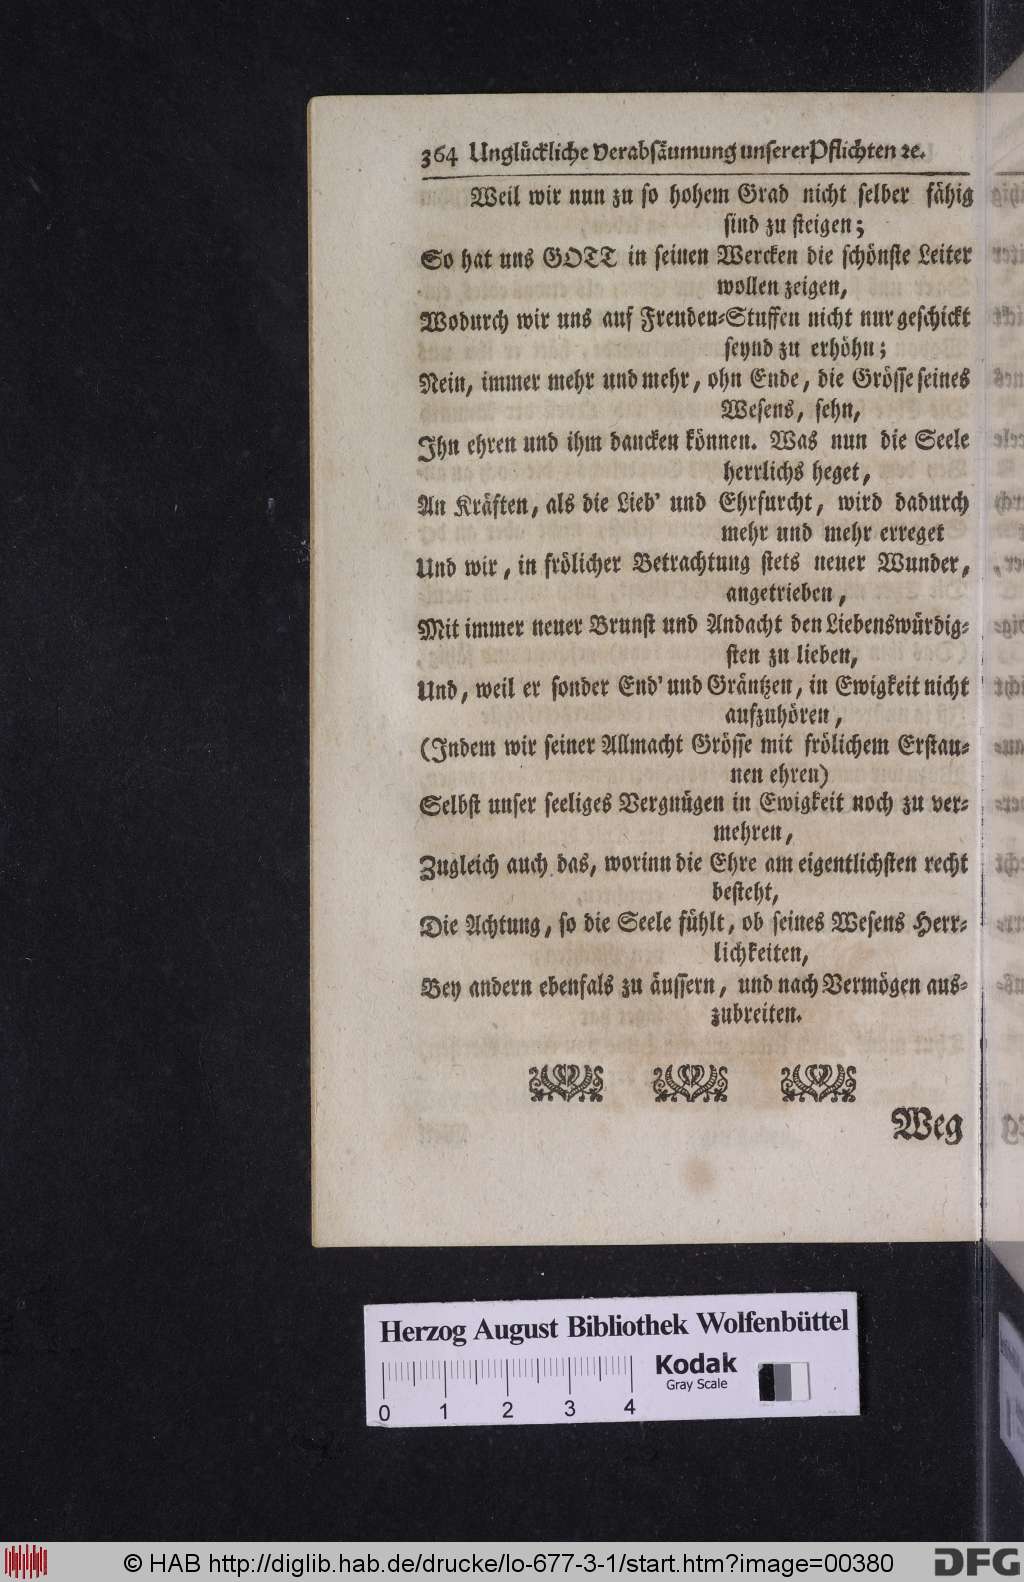 364 Unglückliche Verabsäumung unserer Pflichten ꝛc.
Weil wir nun zu so hohem Grad nicht selber fähig
sind zu steigen;
So hat uns GOTT in seinen Wercken die schönste Leiter
wollen zeigen,
Wodurch wir uns auf Freuden-Stuffen nicht nur geschickt
seynd zu erhöhn;
Nein, immer mehr und mehr, ohn Ende, die Grösse seines
Wesens, sehn,
Ihn ehren und ihm dancken können. Was nun die Seele
herrlichs heget,
An Kräften, als die Lieb' und Ehrfurcht, wird dadurch
mehr und mehr erreget
Und wir, in frölicher Betrachtung stets neuer Wunder,
angetrieben,
Mit immer neuer Brunst und Andacht den Liebenswürdig-
sten zu lieben,
Und, weil er sonder End' und Gräntzen, in Ewigkeit nicht
aufzuhören,
(Indem wir seiner Allmacht Grösse mit frölichem Erstau-
nen ehren)
Selbst unser seeliges Vergnügen in Ewigkeit noch zu ver-
mehren,
Zugleich auch das, worinn die Ehre am eigentlichsten recht
besteht,
Die Achtung, so die Seele fühlt, ob seines Wesens Herr-
lichkeiten,
Bey andern ebenfals zu äussern, und nach Vermögen aus-
zubreiten.
Weg
Herzog August Bibliothek Wolfenbüttel
Kodak
Gray Scale
0 1 2 3 4
© HAB http://diglib.hab.de/drucke/lo-677-3-1/start.htm?image=00380
DFG